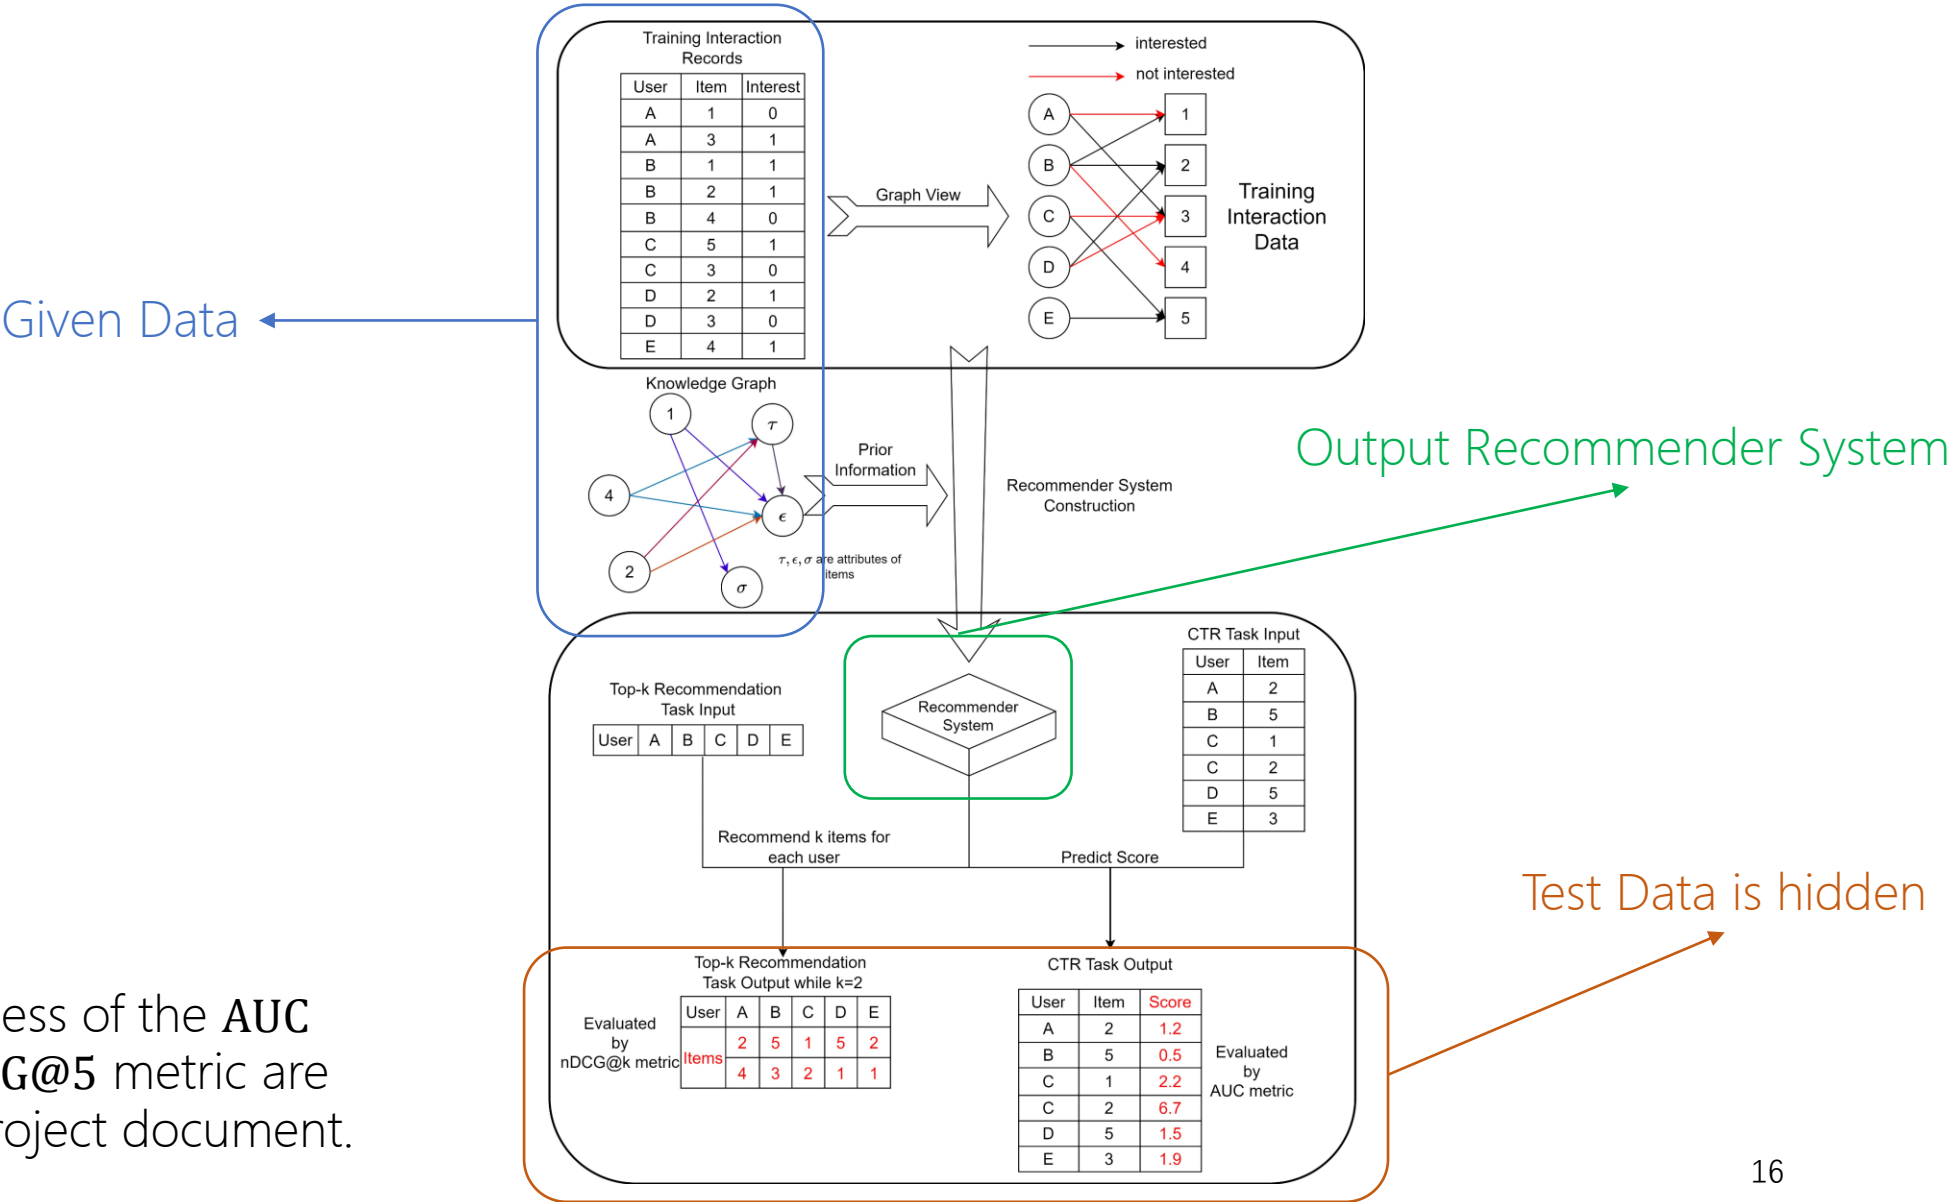 Training Interaction
Records
User Item Interest
A 1 0
A 3 1
B 1 1
B 2 1
B 4 0
C 5 1
C 3 0
D 2 1
D 3 0
E 4 1
Graph View
interested
not interested
A 1
B 2
C 3
D 4
E 5
Training
Interaction
Data
Given Data
Knowledge Graph
1
τ
4
ϵ
2
σ
τ, ϵ, σ are attributes of
items
Prior
Information
Recommender System
Construction
Output Recommender System
Top-k Recommendation
Task Input
User A B C D E
Recommender
System
CTR Task Input
User Item
A 2
B 5
C 1
C 2
D 5
E 3
Recommend k items for
each user
Predict Score
Test Data is hidden
Top-k Recommendation
Task Output while k=2
Evaluated
by
nDCG@k metric
User A B C D E
Items
2 5 1 5 2
4 3 2 1 1
CTR Task Output
User Item Score
A 2 1.2
B 5 0.5
C 1 2.2
C 2 6.7
D 5 1.5
E 3 1.9
Evaluated
by
AUC metric
ess of the AUC
G@5 metric are
roject document.
16